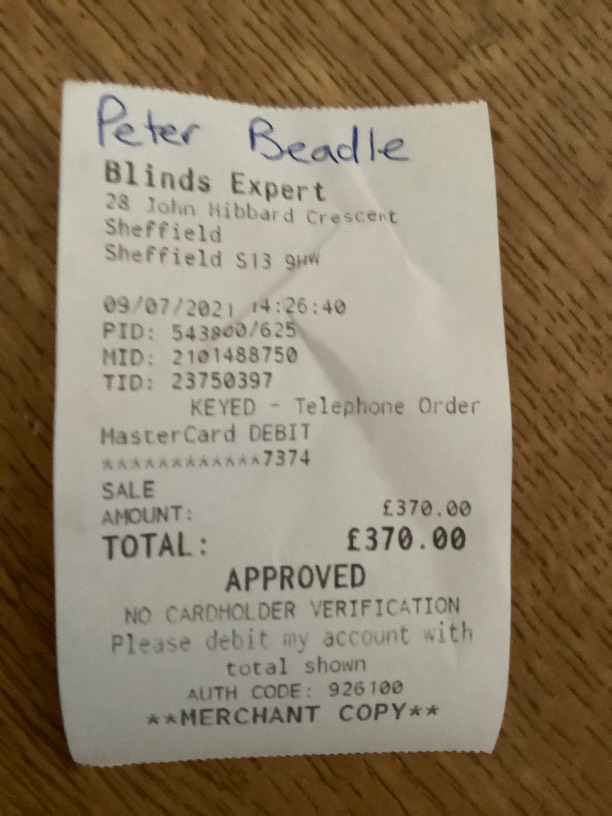 Peter Beadle
Blinds Expert
28 John Hibbard Crescent
Sheffield
Sheffield S13 9HW
09/07/2021 14:26:40
PID: 543800/625
MID: 2101488750
TID: 23750397
KEYED - Telephone Order
MasterCard DEBIT
************7374
SALE
AMOUNT: £370.00
TOTAL: £370.00
APPROVED
NO CARDHOLDER VERIFICATION
Please debit my account with
total shown
AUTH CODE: 926100
**MERCHANT COPY**